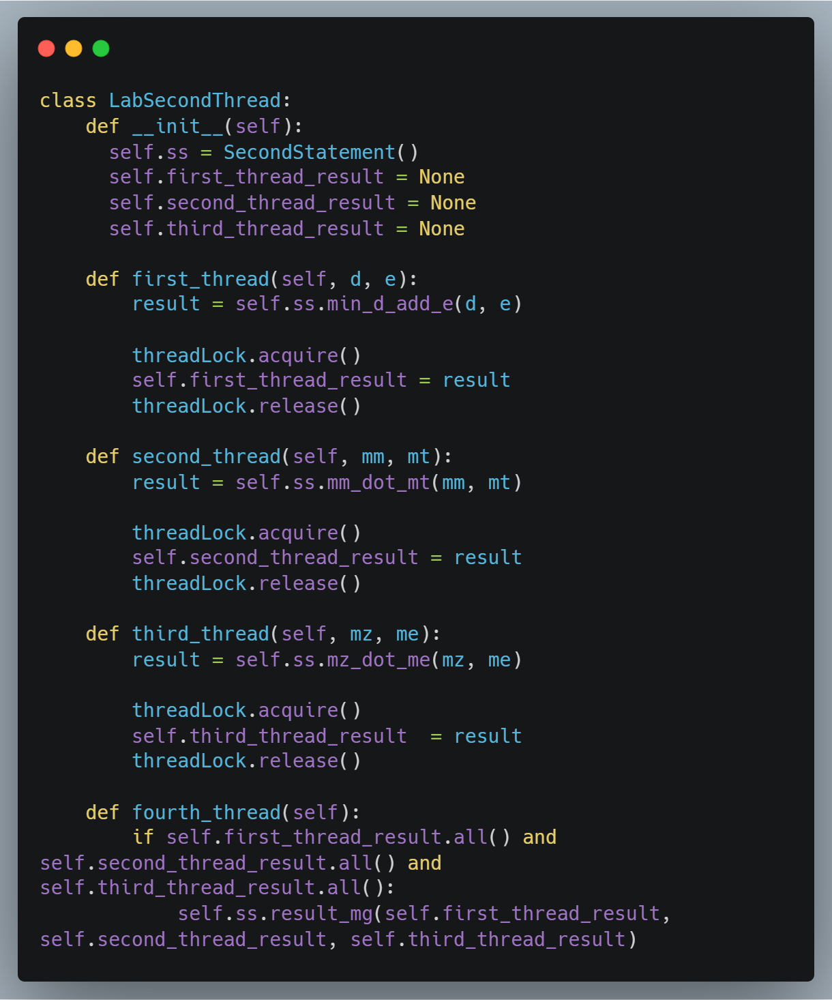 class LabSecondThread:
    def __init__(self):
      self.ss = SecondStatement()
      self.first_thread_result = None
      self.second_thread_result = None
      self.third_thread_result = None

    def first_thread(self, d, e):
        result = self.ss.min_d_add_e(d, e)

        threadLock.acquire()
        self.first_thread_result = result
        threadLock.release()

    def second_thread(self, mm, mt):
        result = self.ss.mm_dot_mt(mm, mt)

        threadLock.acquire()
        self.second_thread_result = result
        threadLock.release()

    def third_thread(self, mz, me):
        result = self.ss.mz_dot_me(mz, me)

        threadLock.acquire()
        self.third_thread_result  = result
        threadLock.release()

    def fourth_thread(self):
        if self.first_thread_result.all() and
self.second_thread_result.all() and
self.third_thread_result.all():
            self.ss.result_mg(self.first_thread_result,
self.second_thread_result, self.third_thread_result)